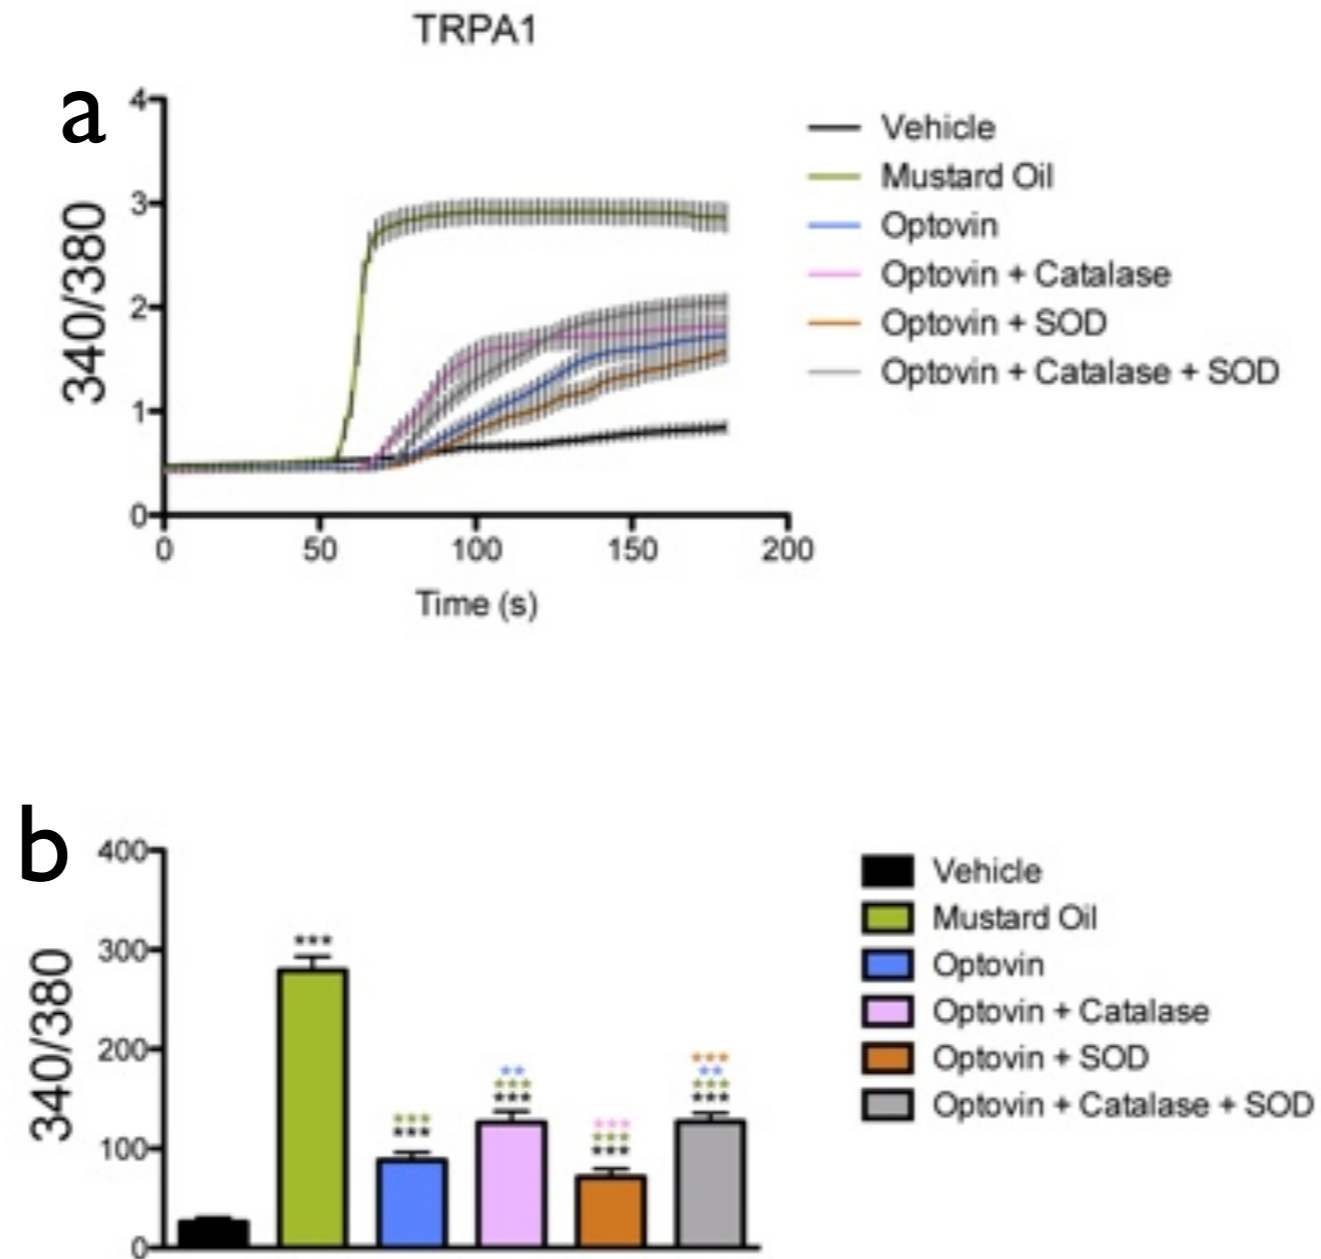 TRPA1
a
4
3
2
1
0
340/380
0 50 100 150 200
Time (s)
Vehicle
Mustard Oil
Optovin
Optovin + Catalase
Optovin + SOD
Optovin + Catalase + SOD
b
400
300
200
100
0
340/380
***
***
***
**
***
***
***
***
***
***
**
***
***
Vehicle
Mustard Oil
Optovin
Optovin + Catalase
Optovin + SOD
Optovin + Catalase + SOD